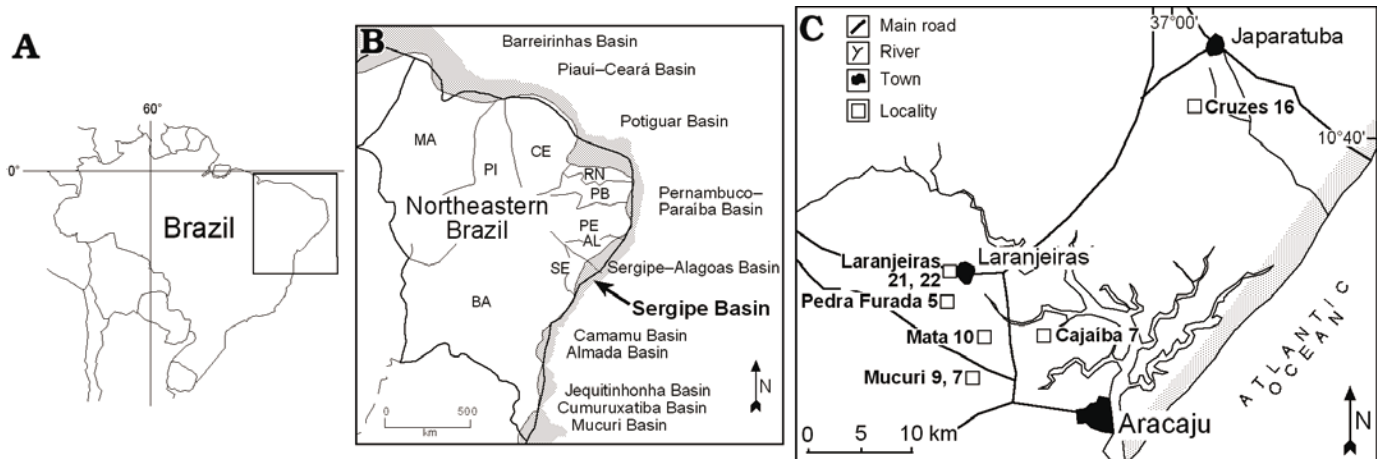 A
60°
0°
Brazil
B
Barreirinhas Basin
Piauí–Ceará Basin
Potiguar Basin
MA
PI
CE
RN
PB
PE
AL
SE
BA
Northeastern
Brazil
Pernambuco–
Paraíba Basin
Sergipe–Alagoas Basin
Sergipe Basin
Camamu Basin
Almada Basin
Jequitinhonha Basin
Cumuruxatiba Basin
Mucuri Basin
0 500
km
N
C
Main road
River
Town
Locality
37°00'
Japaratuba
Cruzes 16
10°40'
Laranjeiras
21, 22
Laranjeiras
Pedra Furada 5
Mata 10
Cajaiba 7
Mucuri 9, 7
Aracaju
ATLANTIC
OCEAN
0 5 10 km
N